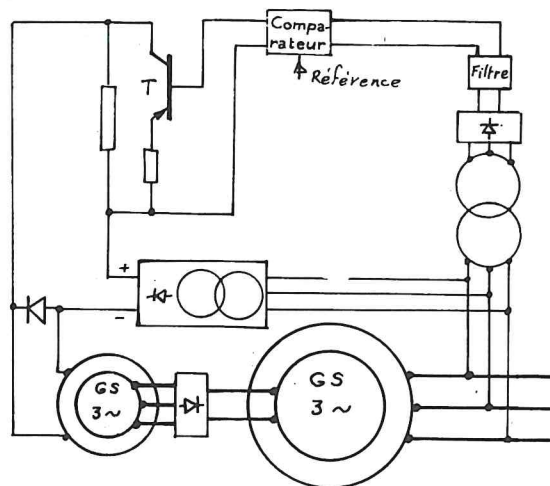 Compa-
rateur
Référence
Filtre
T
+
-
GS
3~
GS
3~